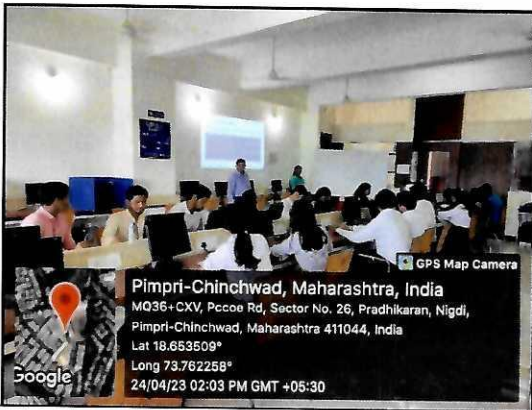 GPS Map Camera
Pimpri-Chinchwad, Maharashtra, India
MQ36+CXV, Pccoe Rd, Sector No. 26, Pradhikaran, Nigdi,
Pimpri-Chinchwad, Maharashtra 411044, India
Lat 18.653509°
Long 73.762258°
24/04/23 02:03 PM GMT +05:30
Google